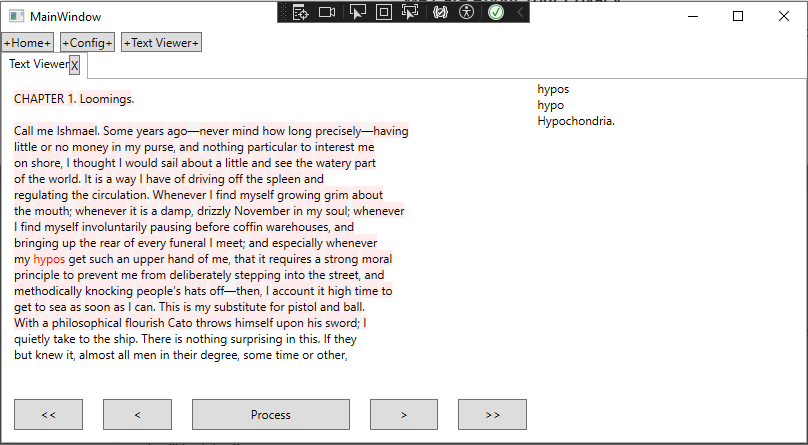 MainWindow
+Home+ +Config+ +Text Viewer+
Text Viewer X
CHAPTER 1. Loomings.
Call me Ishmael. Some years ago—never mind how long precisely—having
little or no money in my purse, and nothing particular to interest me
on shore, I thought I would sail about a little and see the watery part
of the world. It is a way I have of driving off the spleen and
regulating the circulation. Whenever I find myself growing grim about
the mouth; whenever it is a damp, drizzly November in my soul; whenever
I find myself involuntarily pausing before coffin warehouses, and
bringing up the rear of every funeral I meet; and especially whenever
my hypos get such an upper hand of me, that it requires a strong moral
principle to prevent me from deliberately stepping into the street, and
methodically knocking people's hats off—then, I account it high time to
get to sea as soon as I can. This is my substitute for pistol and ball.
With a philosophical flourish Cato throws himself upon his sword; I
quietly take to the ship. There is nothing surprising in this. If they
but knew it, almost all men in their degree, some time or other,
hypos
hypo
Hypochondria.
<< < Process > >>